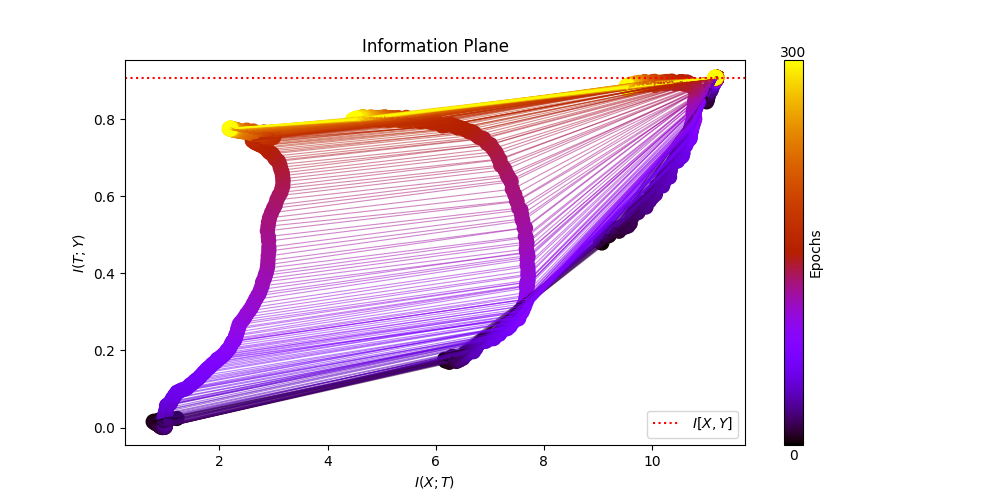 Information Plane
300
0.8
0.6
0.4
0.2
0.0
I(T; Y)
2
4
6
8
10
I(X; T)
I[X, Y]
Epochs
0